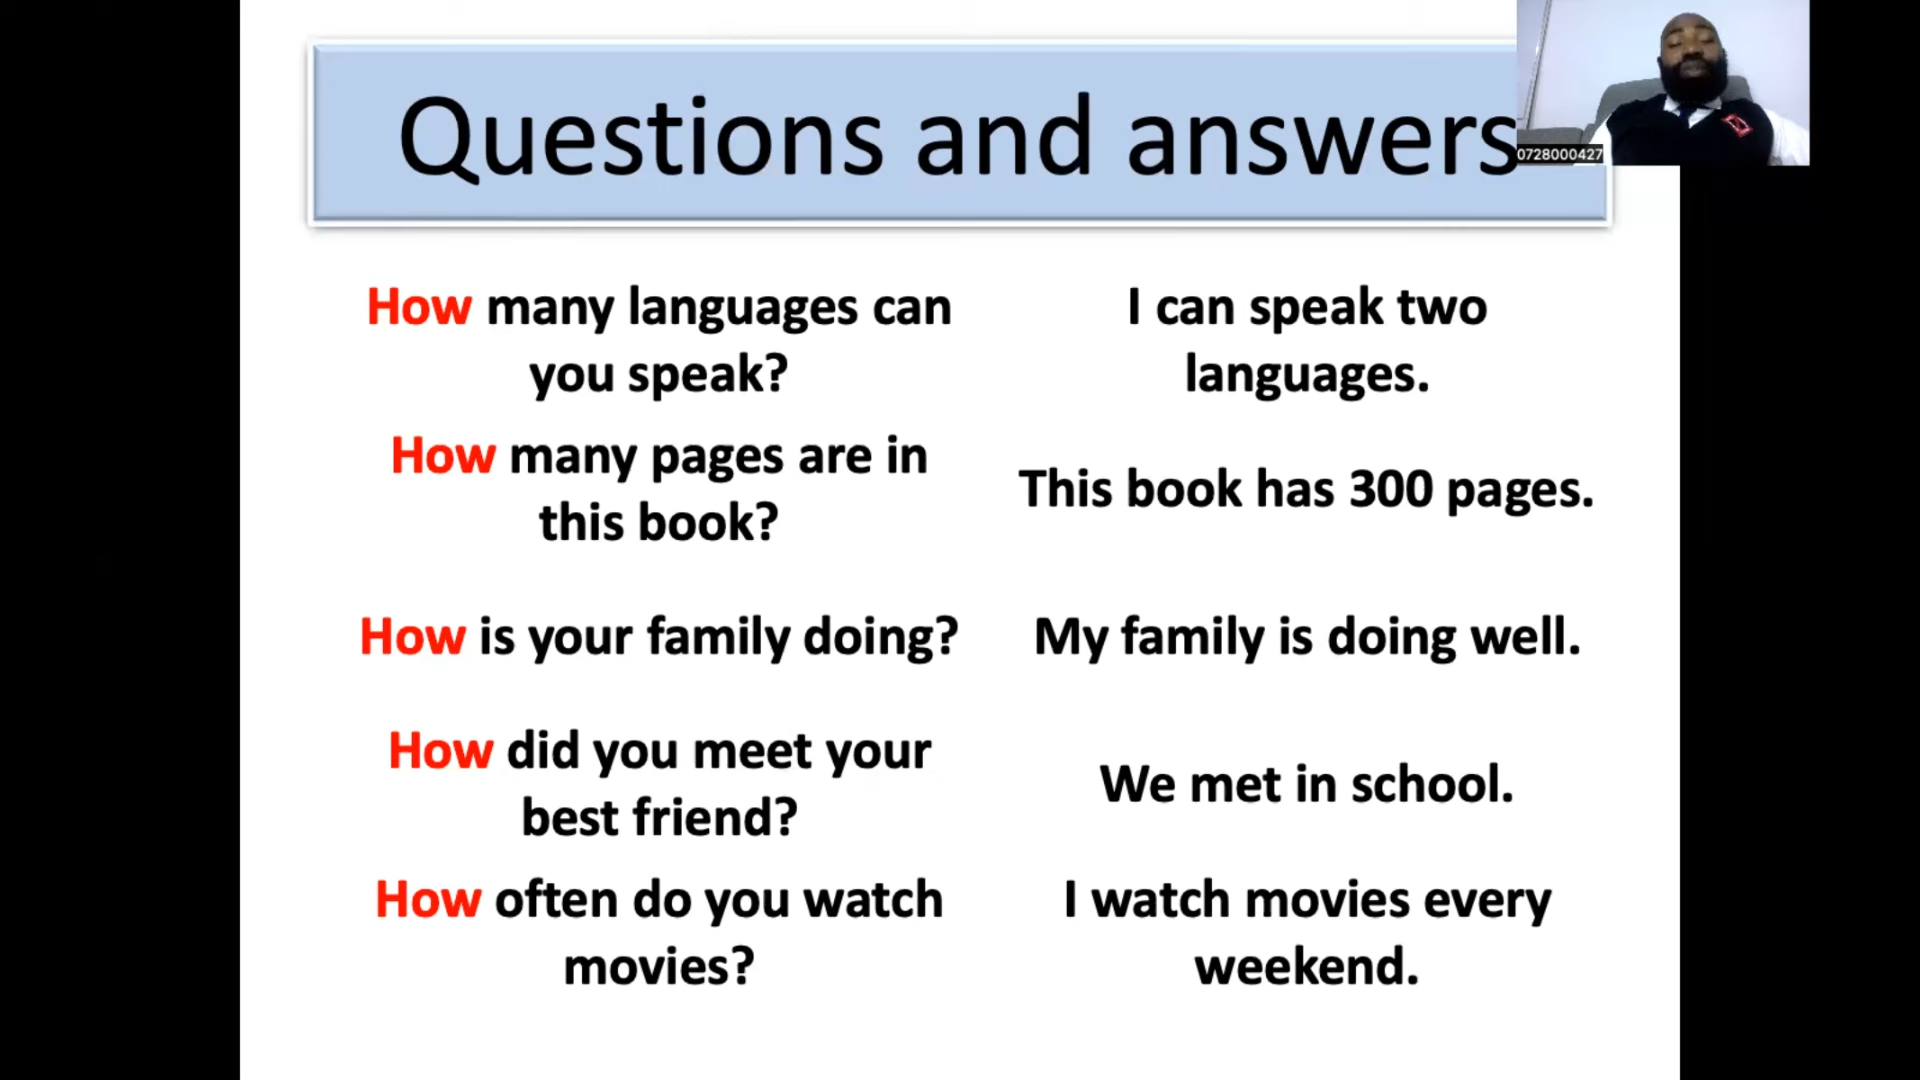 Questions and answers
0728000427
How many languages can
you speak?
I can speak two
languages.
How many pages are in
this book?
This book has 300 pages.
How is your family doing?
My family is doing well.
How did you meet your
best friend?
We met in school.
How often do you watch
movies?
I watch movies every
weekend.